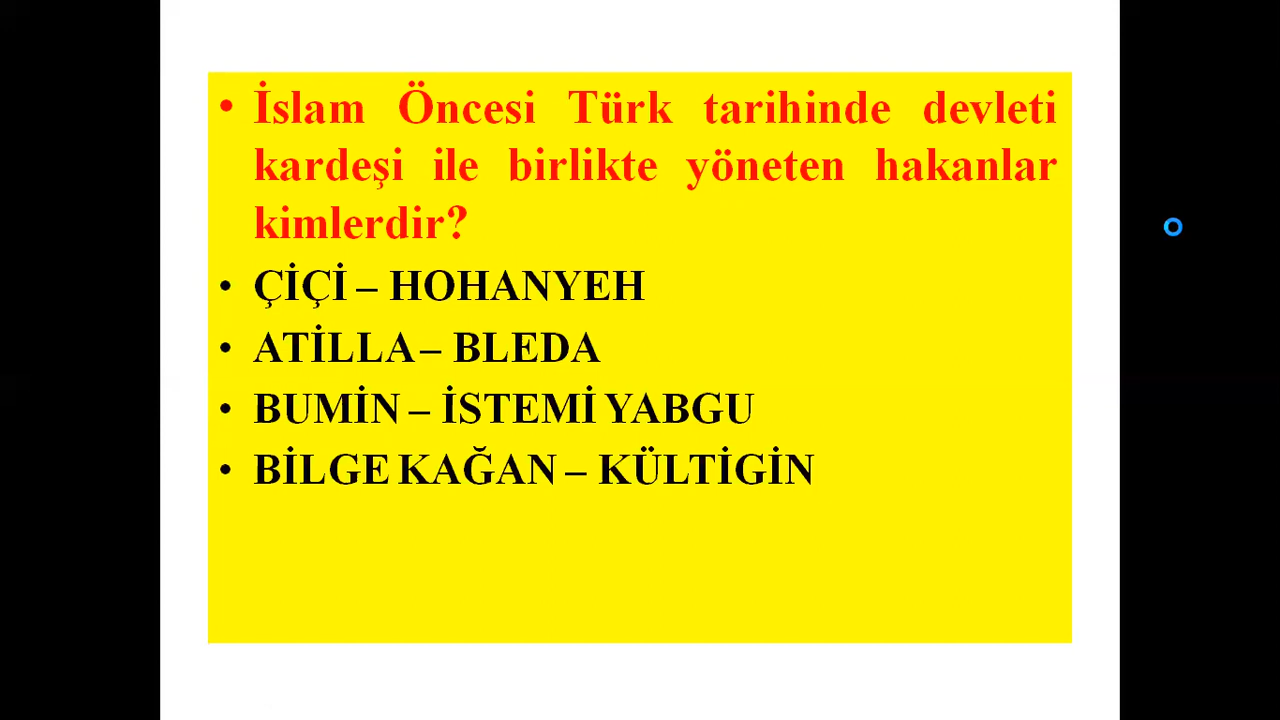 • İslam Öncesi Türk tarihinde devleti
kardeşi ile birlikte yöneten hakanlar
kimlerdir?
• ÇİÇİ – HOHANYEH
• ATİLLA – BLEDA
• BUMİN – İSTEMİ YABGU
• BİLGE KAĞAN – KÜLTİGİN